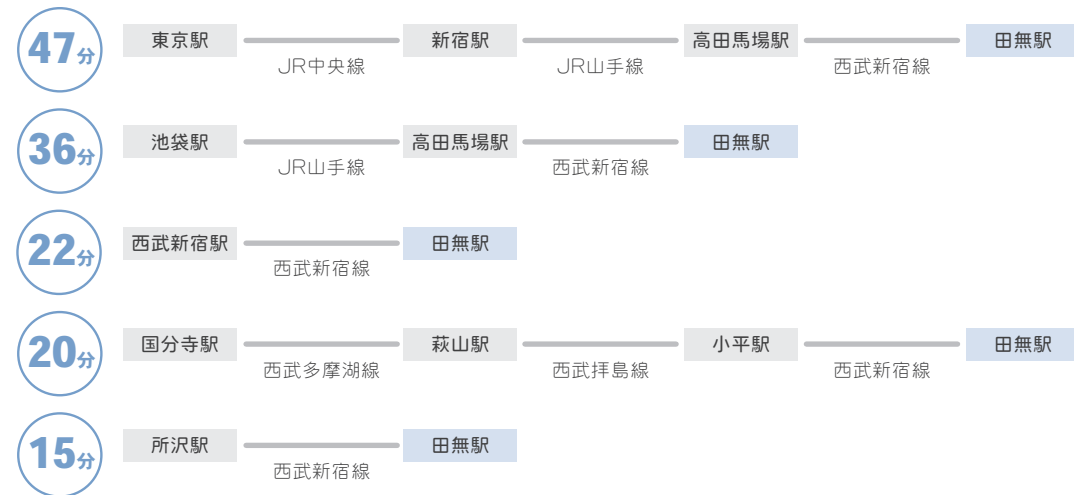 47分 東京駅 新宿駅 高田馬場駅 田無駅
JR中央線 JR山手線 西武新宿線
36分 池袋駅 高田馬場駅 田無駅
JR山手線 西武新宿線
22分 西武新宿駅 田無駅
西武新宿線
20分 国分寺駅 萩山駅 小平駅 田無駅
西武多摩湖線 西武拝島線 西武新宿線
15分 所沢駅 田無駅
西武新宿線